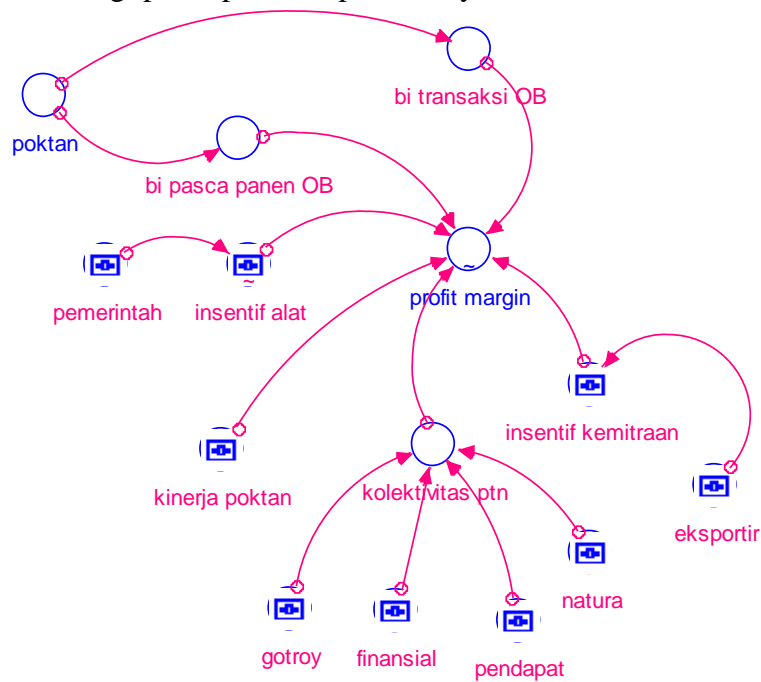 bi transaksi OB
poktan
bi pasca panen OB
pemerintah
insentif alat
profit margin
insentif kemitraan
kinerja poktan
kolektivitas ptn
eksportir
natura
gotroy
finansial
pendapat